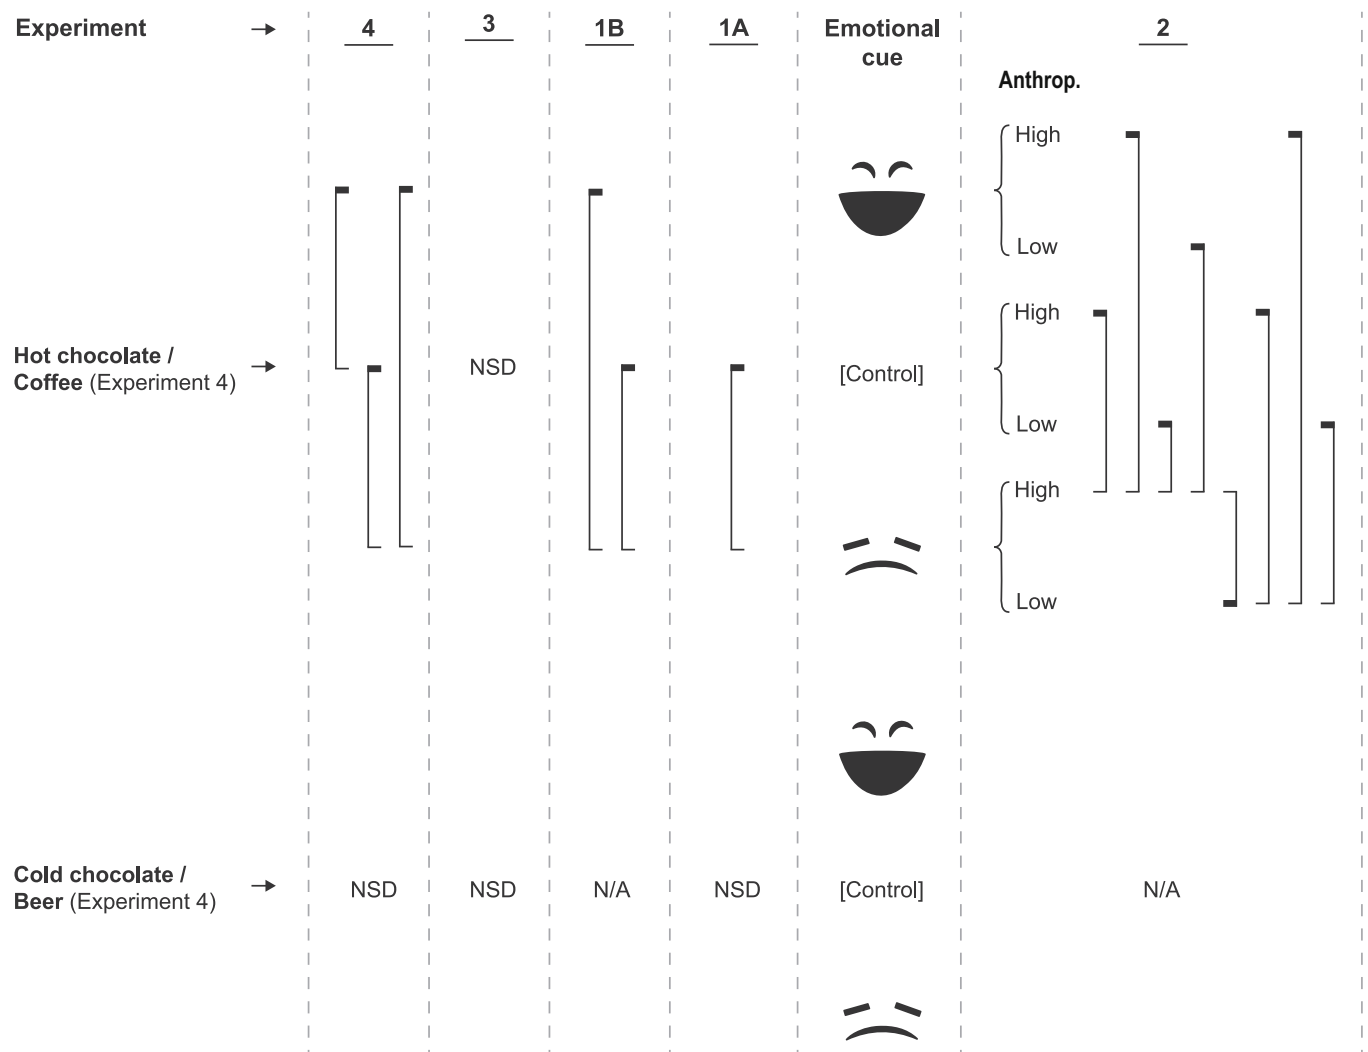 Experiment → 4 3 1B 1A Emotional cue 2
Anthrop.
High
Low
Hot chocolate /
Coffee (Experiment 4) → NSD [Control]
High
Low
High
Low
Cold chocolate /
Beer (Experiment 4) → NSD NSD N/A NSD [Control] N/A